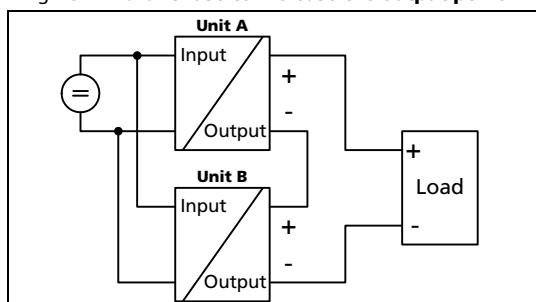 Unit A
Input
+
-
Output
Unit B
Input
+
-
Output
+
Load
-